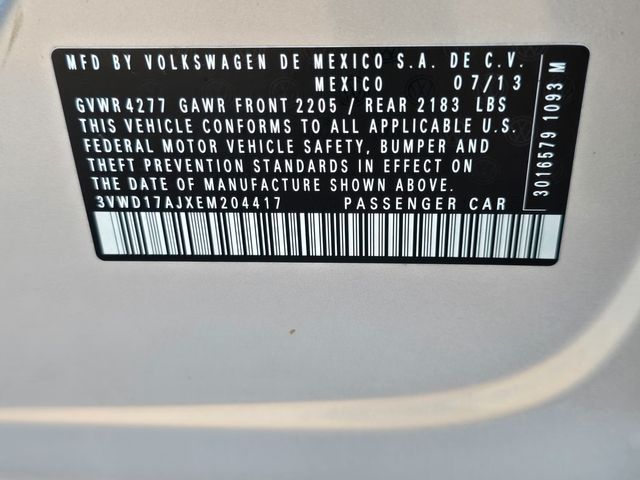 MFD BY VOLKSWAGEN DE MEXICO S.A. DE C.V.
MEXICO 07/13
GVWR 4277 GAWR FRONT 2205 / REAR 2183 LBS
THIS VEHICLE CONFORMS TO ALL APPLICABLE U.S.
FEDERAL MOTOR VEHICLE SAFETY, BUMPER AND
THEFT PREVENTION STANDARDS IN EFFECT ON
THE DATE OF MANUFACTURE SHOWN ABOVE.
3VWD17AJXEM204417 PASSENGER CAR
3016579 1093 M